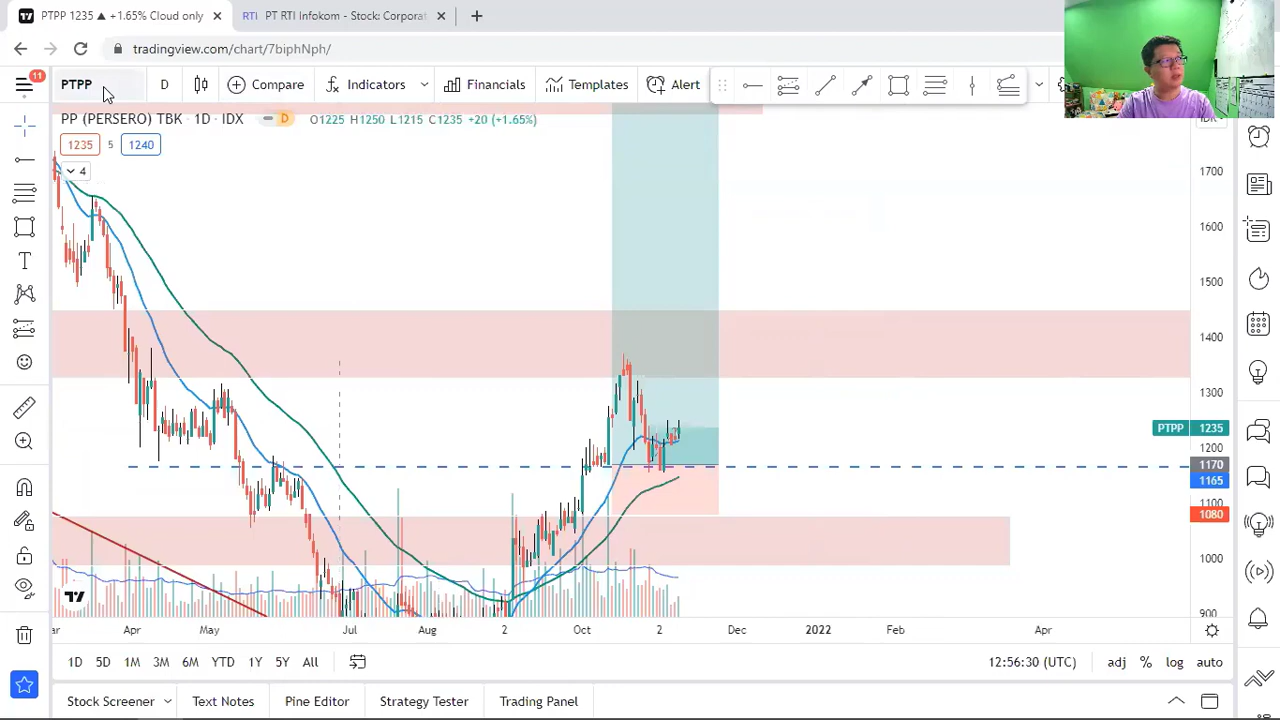 PTPP 1235 ▲ +1.65% Cloud only
RTI PT RTI Infokom - Stock: Corporat
tradingview.com/chart/7biphNph/
11
PTPP D Compare Indicators Financials Templates Alert
PP (PERSERO) TBK · 1D · IDX D O1225 H1250 L1215 C1235 +20 (+1.65%)
1235 5 1240
4
1700
1600
1500
1400
1300
PTPP 1235
1200
1170
1165
1100
1080
1000
900
Apr May Jul Aug 2 Oct 2 Dec 2022 Feb Apr
1D 5D 1M 3M 6M YTD 1Y 5Y All 12:56:30 (UTC) adj % log auto
Stock Screener Text Notes Pine Editor Strategy Tester Trading Panel